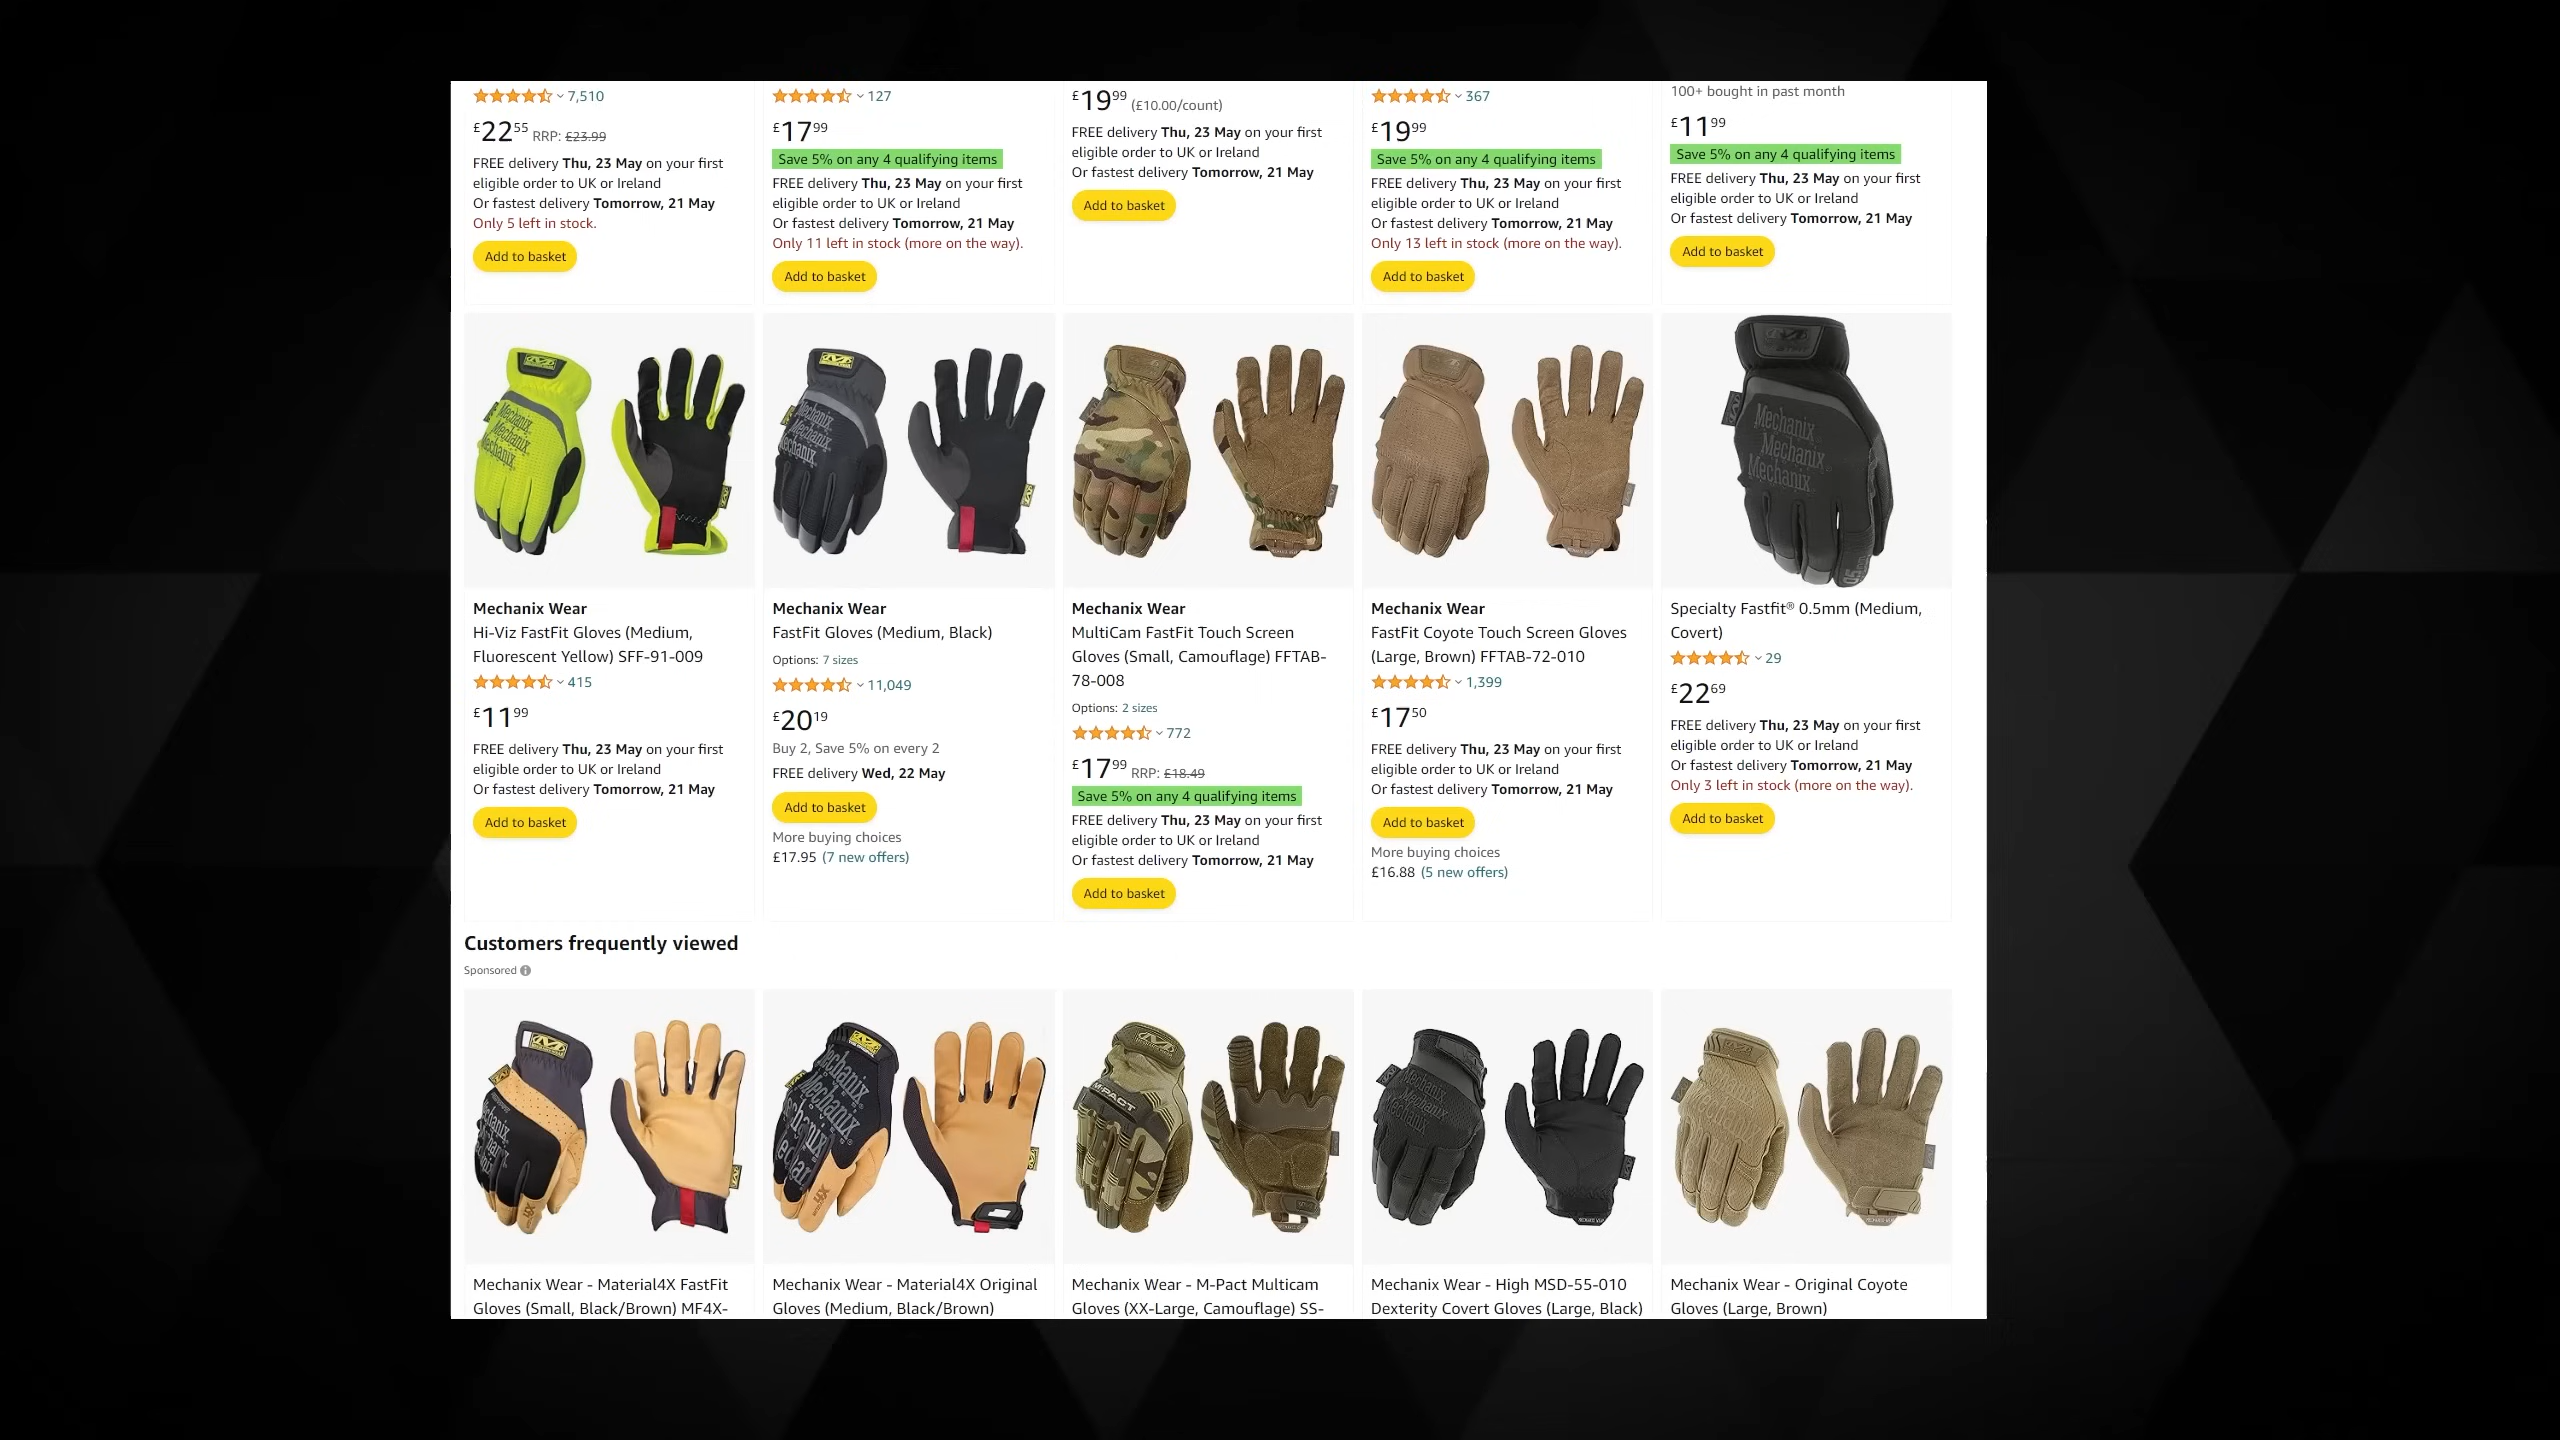 7,510
£22 55 RRP: £23.99
FREE delivery Thu, 23 May on your first
eligible order to UK or Ireland
Or fastest delivery Tomorrow, 21 May
Only 5 left in stock.
Add to basket
127
£17 99
Save 5% on any 4 qualifying items
FREE delivery Thu, 23 May on your first
eligible order to UK or Ireland
Or fastest delivery Tomorrow, 21 May
Only 11 left in stock (more on the way).
Add to basket
£19 99 (£10.00/count)
FREE delivery Thu, 23 May on your first
eligible order to UK or Ireland
Or fastest delivery Tomorrow, 21 May
Add to basket
367
£19 99
Save 5% on any 4 qualifying items
FREE delivery Thu, 23 May on your first
eligible order to UK or Ireland
Or fastest delivery Tomorrow, 21 May
Only 13 left in stock (more on the way).
Add to basket
100+ bought in past month
£11 99
Save 5% on any 4 qualifying items
FREE delivery Thu, 23 May on your first
eligible order to UK or Ireland
Or fastest delivery Tomorrow, 21 May
Add to basket
Mechanix
Mechanix
Mechanix
Mechanix
Mechanix
Mechanix
Mechanix
Mechanix
Mechanix
Mechanix Wear
Hi-Viz FastFit Gloves (Medium,
Fluorescent Yellow) SFF-91-009
415
£11 99
FREE delivery Thu, 23 May on your first
eligible order to UK or Ireland
Or fastest delivery Tomorrow, 21 May
Add to basket
Mechanix Wear
FastFit Gloves (Medium, Black)
Options: 7 sizes
11,049
£20 19
Buy 2, Save 5% on every 2
FREE delivery Wed, 22 May
Add to basket
More buying choices
£17.95 (7 new offers)
Mechanix Wear
MultiCam FastFit Touch Screen
Gloves (Small, Camouflage) FFTAB-
78-008
Options: 2 sizes
772
£17 99 RRP: £18.49
Save 5% on any 4 qualifying items
FREE delivery Thu, 23 May on your first
eligible order to UK or Ireland
Or fastest delivery Tomorrow, 21 May
Add to basket
Mechanix Wear
FastFit Coyote Touch Screen Gloves
(Large, Brown) FFTAB-72-010
1,399
£17 50
FREE delivery Thu, 23 May on your first
eligible order to UK or Ireland
Or fastest delivery Tomorrow, 21 May
Add to basket
More buying choices
£16.88 (5 new offers)
Specialty Fastfit® 0.5mm (Medium,
Covert)
29
£22 69
FREE delivery Thu, 23 May on your first
eligible order to UK or Ireland
Or fastest delivery Tomorrow, 21 May
Only 3 left in stock (more on the way).
Add to basket
Customers frequently viewed
Sponsored
Mechanix
Mechanix
M-PACT
Mechanix
Mechanix
Mechanix Wear - Material4X FastFit
Gloves (Small, Black/Brown) MF4X-
Mechanix Wear - Material4X Original
Gloves (Medium, Black/Brown)
Mechanix Wear - M-Pact Multicam
Gloves (XX-Large, Camouflage) SS-
Mechanix Wear - High MSD-55-010
Dexterity Covert Gloves (Large, Black)
Mechanix Wear - Original Coyote
Gloves (Large, Brown)